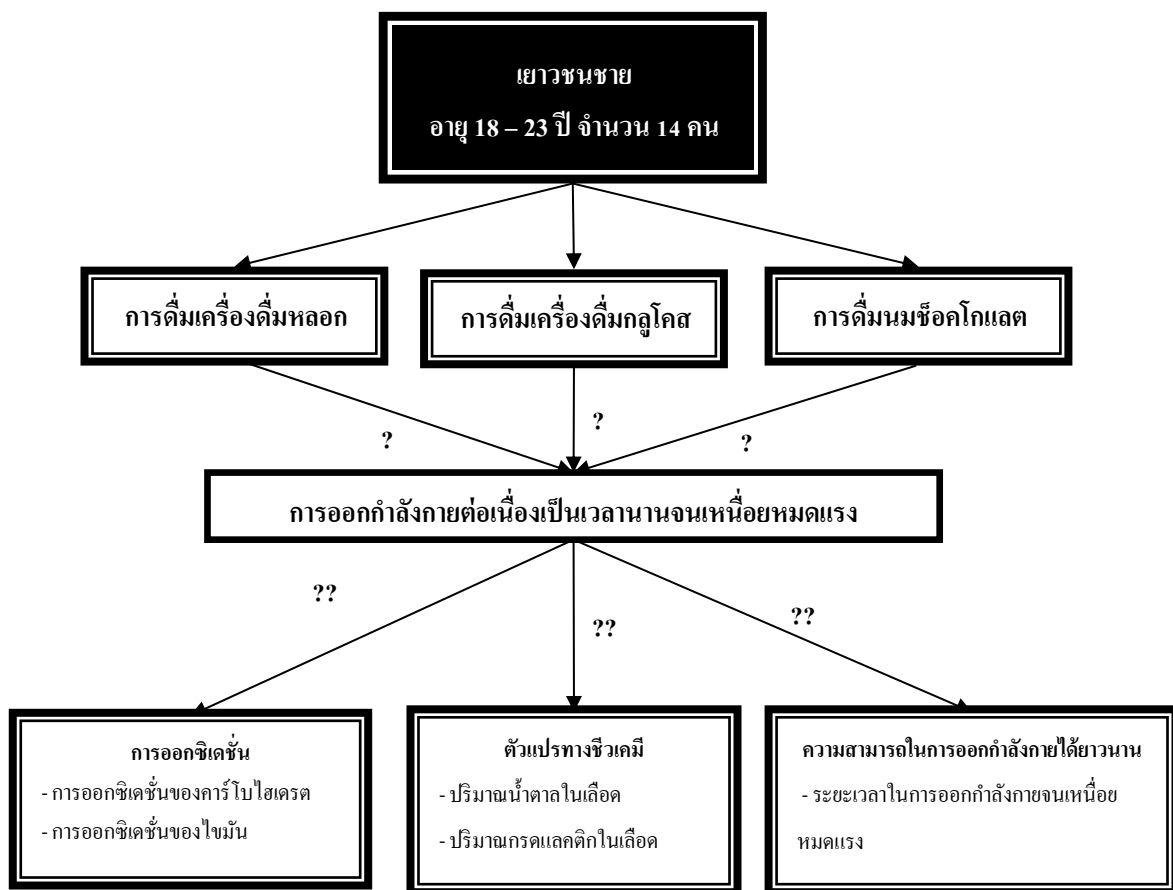 เยาวชนชาย
อายุ 18 – 23 ปี จำนวน 14 คน
การดื่มเครื่องดื่มหลอก
การดื่มเครื่องดื่มกลูโคส
การดื่มนมช็อคโกแลต
?
?
?
การออกกำลังกายต่อเนื่องเป็นเวลานานจนเหนื่อยหมดแรง
??
??
??
การออกซิเดชั่น
- การออกซิเดชั่นของคาร์โบไฮเดรต
- การออกซิเดชั่นของไขมัน
ตัวแปรทางชีวเคมี
- ปริมาณน้ำตาลในเลือด
- ปริมาณกรดแลคติกในเลือด
ความสามารถในการออกกำลังกายได้ยาวนาน
- ระยะเวลาในการออกกำลังกายจนเหนื่อย
หมดแรง